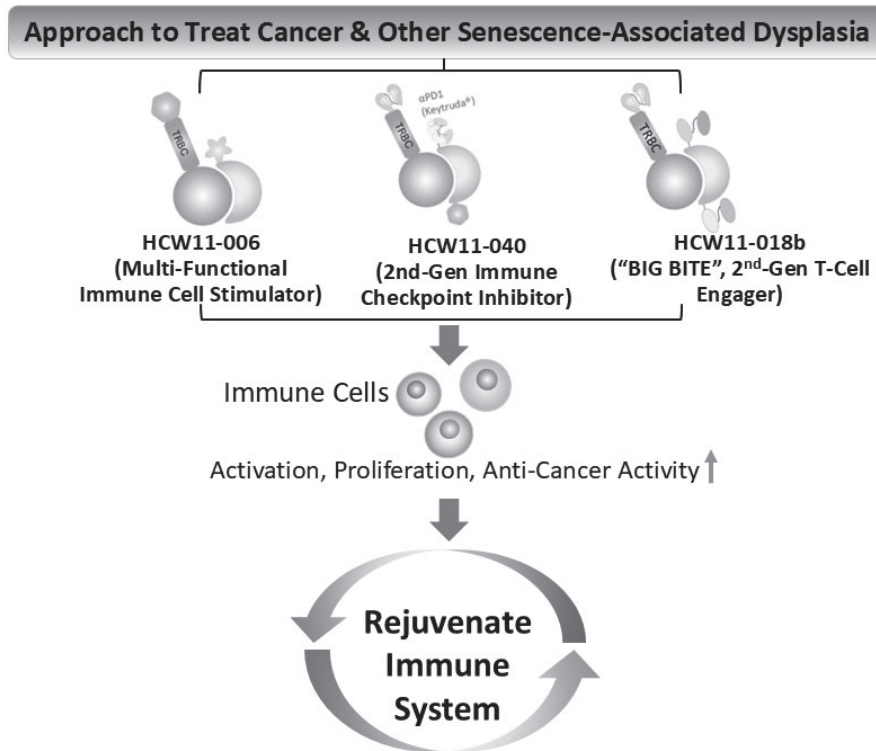 Approach to Treat Cancer & Other Senescence-Associated Dysplasia
TRBC
αPD1
(Keytruda®)
TRBC
TRBC
HCW11-006
(Multi-Functional
Immune Cell Stimulator)
HCW11-040
(2nd-Gen Immune
Checkpoint Inhibitor)
HCW11-018b
(“BIG BITE”, 2nd-Gen T-Cell
Engager)
Immune Cells
Activation, Proliferation, Anti-Cancer Activity
Rejuvenate
Immune
System